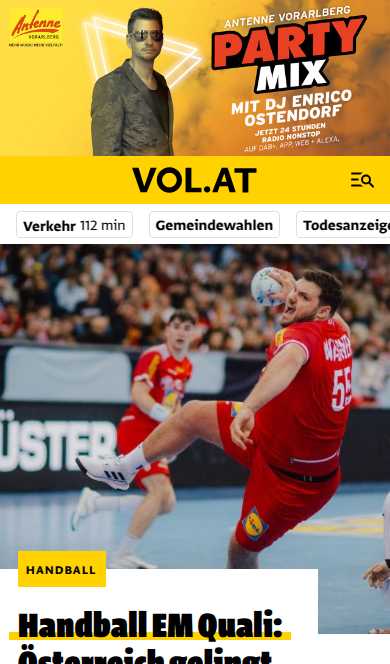 Antenne
VORARLBERG
MEHR MUSIK! MEHR VIELFALT!
ANTENNE VORARLBERG
PARTY
MIX
MIT DJ ENRICO
OSTENDORF
JETZT 24 STUNDEN
RADIO NONSTOP
AUF DAB+, APP, WEB + ALEXA.
VOL.AT
Verkehr 112 min
Gemeindewahlen
Todesanzeige
WAGNER
55
ÜSTER
LIDL
HANDBALL
Handball EM Quali:
Österreich gelingt